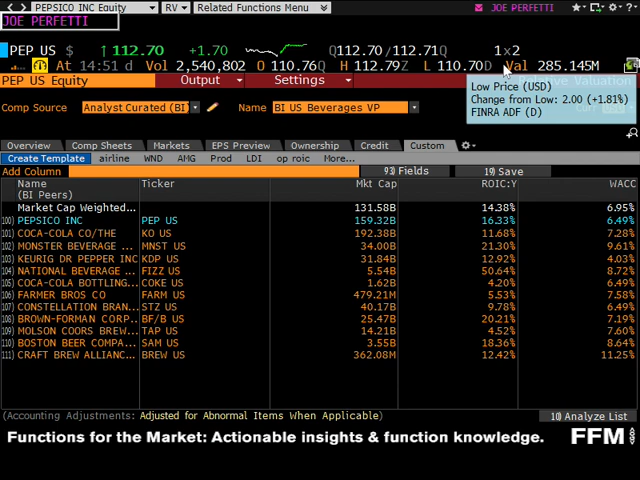 < > PEPSICO INC Equity RV Related Functions Menu JOE PERFETTI
JOE PERFETTI
PEP US $ ↑ 112.70 +1.70 Q112.70/112.71Q 1x2
At 14:51 d Vol 2,540,802 O 110.76Q H 112.79Z L 110.70D Val 285.145M
PEP US Equity Output Settings Relative Valuation
Low Price (USD)
Change from Low: 2.00 (+1.81%)
FINRA ADF (D)
Comp Source Analyst Curated (BI) Name BI US Beverages VP
Overview Comp Sheets Markets EPS Preview Ownership Credit Custom
Create Template airline WND AMG Prod LDI op roic More...
Add Column 93) Fields 19) Save
Name Ticker Mkt Cap ROIC:Y WACC
(BI Peers)
Market Cap Weighted... 131.58B 14.38% 6.95%
100) PEPSICO INC PEP US 159.32B 16.33% 6.49%
101) COCA-COLA CO/THE KO US 192.38B 11.68% 7.28%
102) MONSTER BEVERAGE ... MNST US 34.00B 21.30% 9.61%
103) KEURIG DR PEPPER INC KDP US 31.84B 12.92% 4.03%
104) NATIONAL BEVERAGE ... FIZZ US 5.54B 50.64% 8.72%
105) COCA-COLA BOTTLING... COKE US 1.62B 4.20% 6.49%
106) FARMER BROS CO FARM US 479.21M 5.53% 7.58%
107) CONSTELLATION BRAN... STZ US 40.17B 9.78% 6.49%
108) BROWN-FORMAN CORP... BF/B US 25.47B 20.21% 7.19%
109) MOLSON COORS BREW... TAP US 14.21B 4.52% 7.60%
110) BOSTON BEER COMPA... SAM US 3.55B 18.36% 8.64%
111) CRAFT BREW ALLIANC... BREW US 362.08M 12.42% 11.25%
(Accounting Adjustments: Adjusted for Abnormal Items When Applicable) 10) Analyze List
Functions for the Market: Actionable insights & function knowledge. FFM